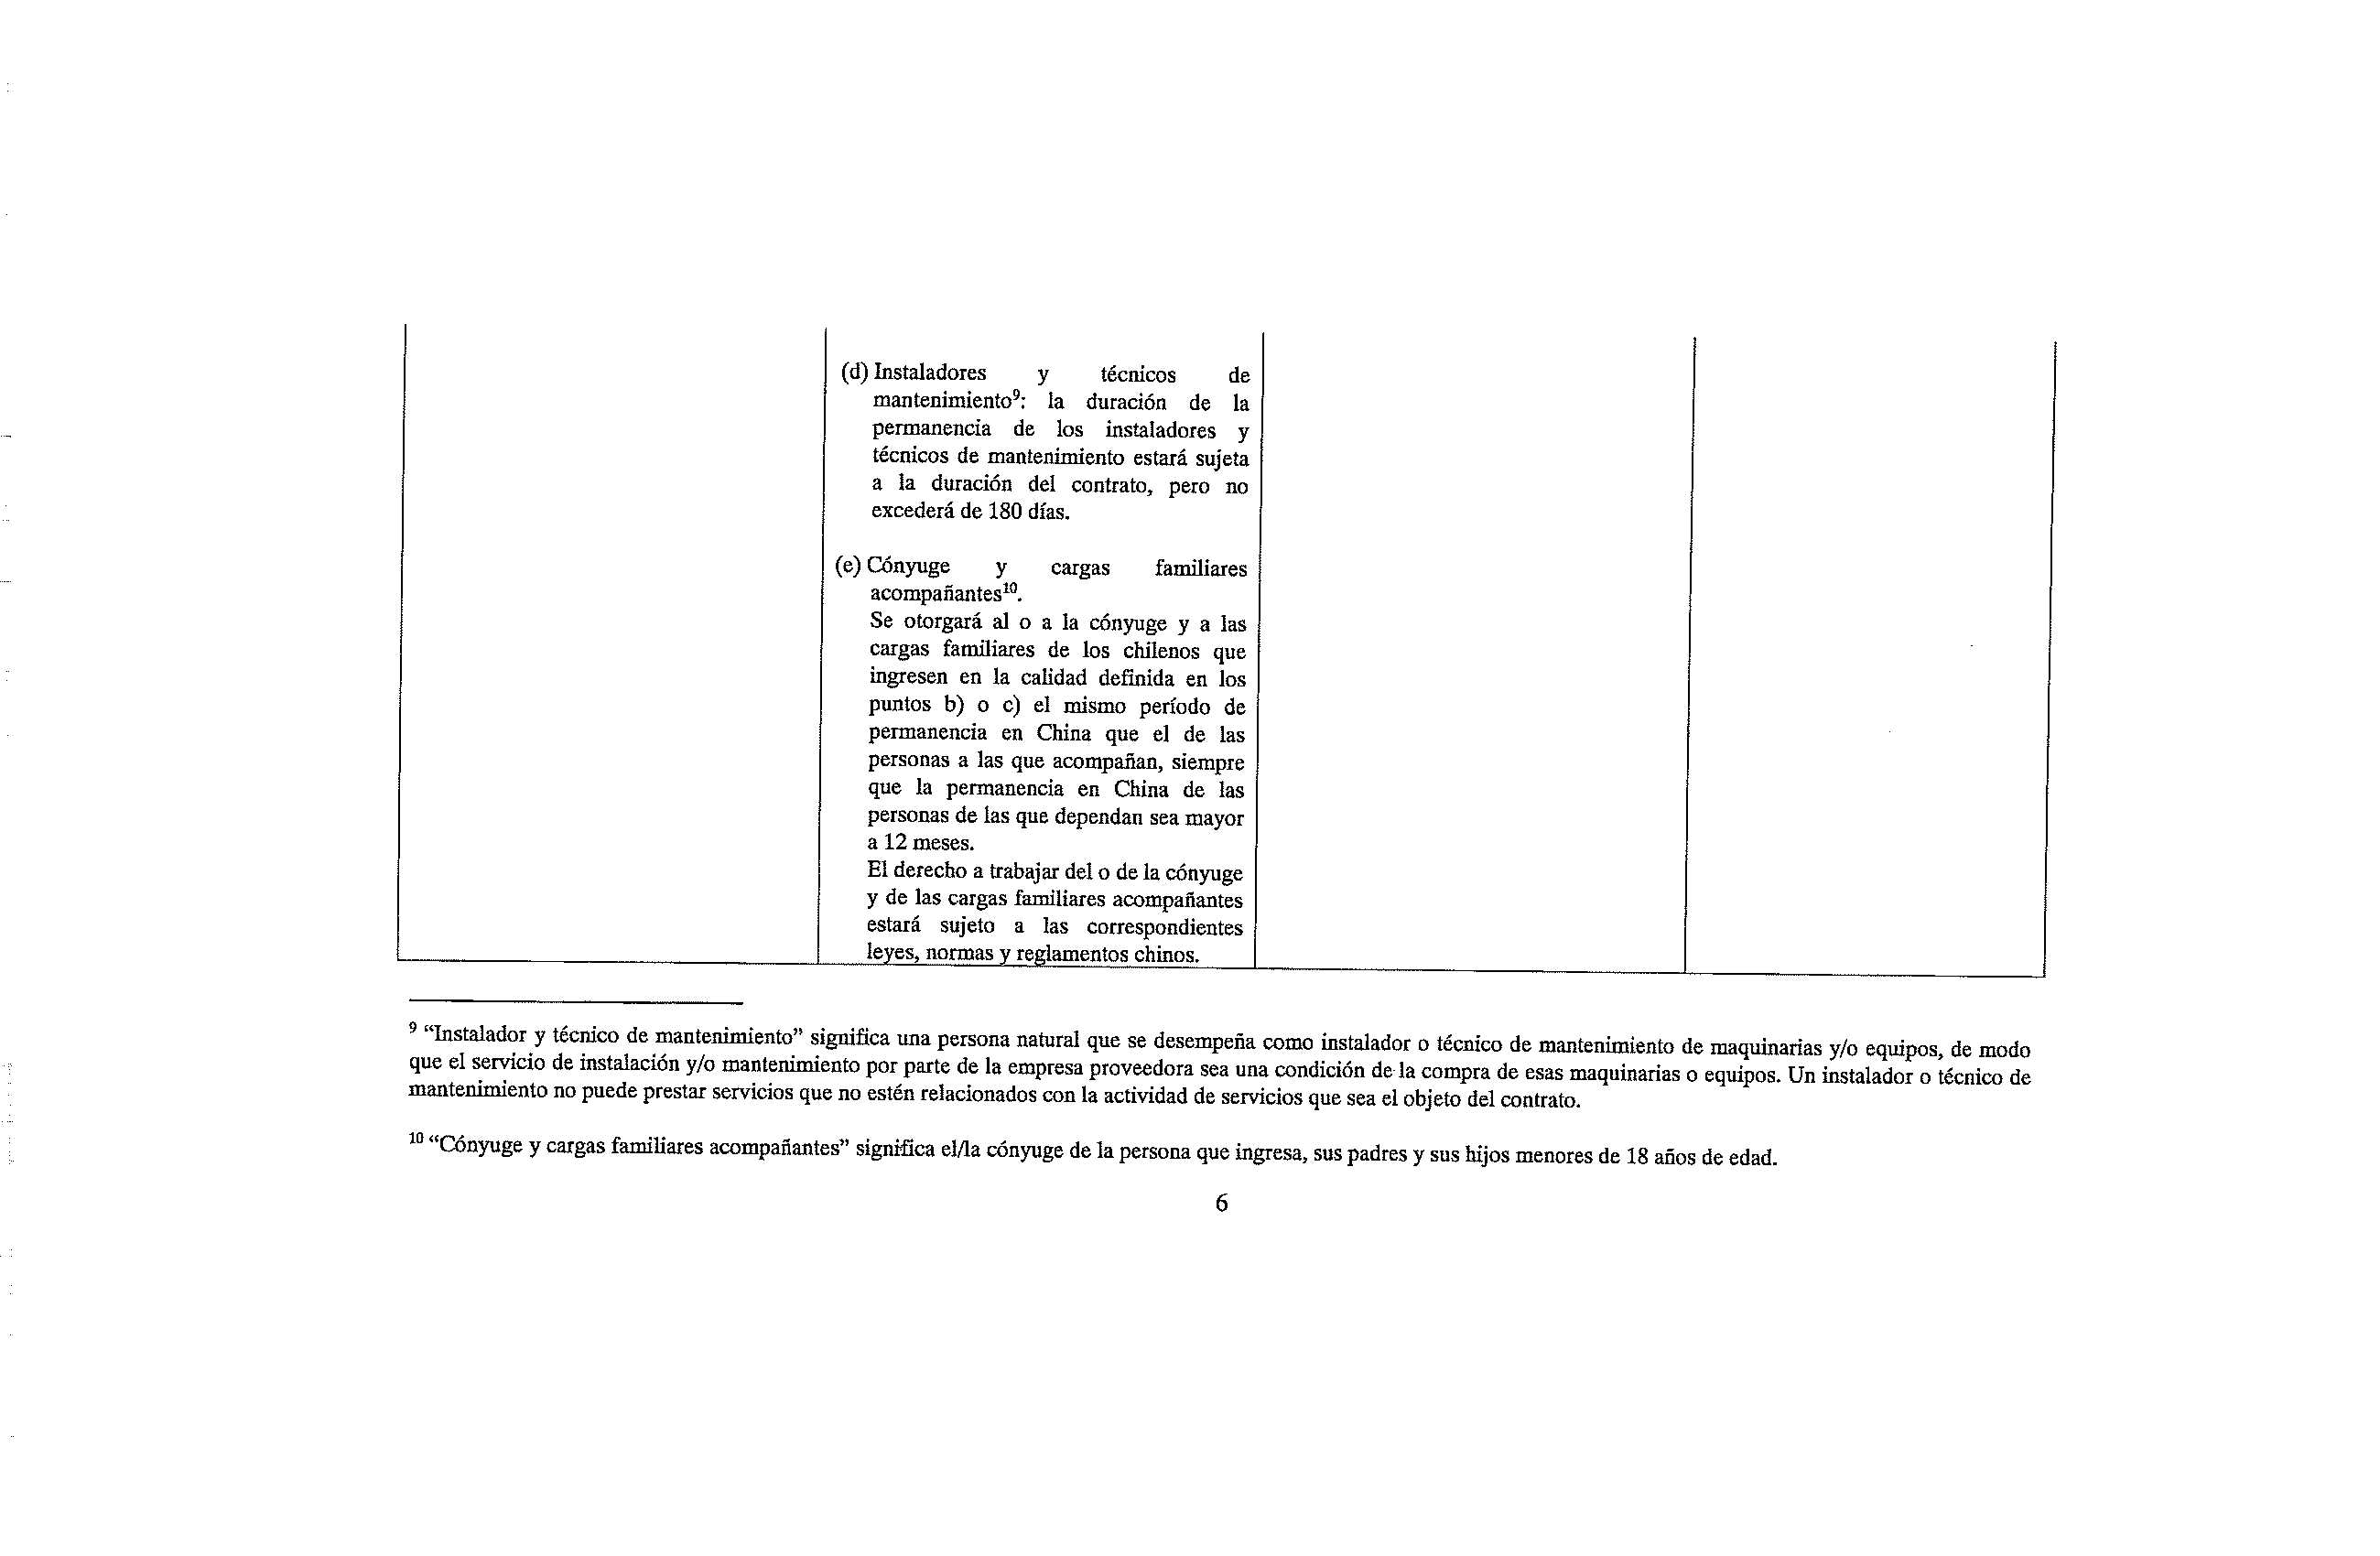 (d) Instaladores y técnicos de
mantenimiento⁹: la duración de la
permanencia de los instaladores y
técnicos de mantenimiento estará sujeta
a la duración del contrato, pero no
excederá de 180 días.
(e) Cónyuge y cargas familiares
acompañantes¹⁰.
Se otorgará al o a la cónyuge y a las
cargas familiares de los chilenos que
ingresen en la calidad definida en los
puntos b) o c) el mismo período de
permanencia en China que el de las
personas a las que acompañan, siempre
que la permanencia en China de las
personas de las que dependan sea mayor
a 12 meses.
El derecho a trabajar del o de la cónyuge
y de las cargas familiares acompañantes
estará sujeto a las correspondientes
leyes, normas y reglamentos chinos.
⁹ “Instalador y técnico de mantenimiento” significa una persona natural que se desempeña como instalador o técnico de mantenimiento de maquinarias y/o equipos, de modo
que el servicio de instalación y/o mantenimiento por parte de la empresa proveedora sea una condición de la compra de esas maquinarias o equipos. Un instalador o técnico de
mantenimiento no puede prestar servicios que no estén relacionados con la actividad de servicios que sea el objeto del contrato.
¹⁰ “Cónyuge y cargas familiares acompañantes” significa el/la cónyuge de la persona que ingresa, sus padres y sus hijos menores de 18 años de edad.
6